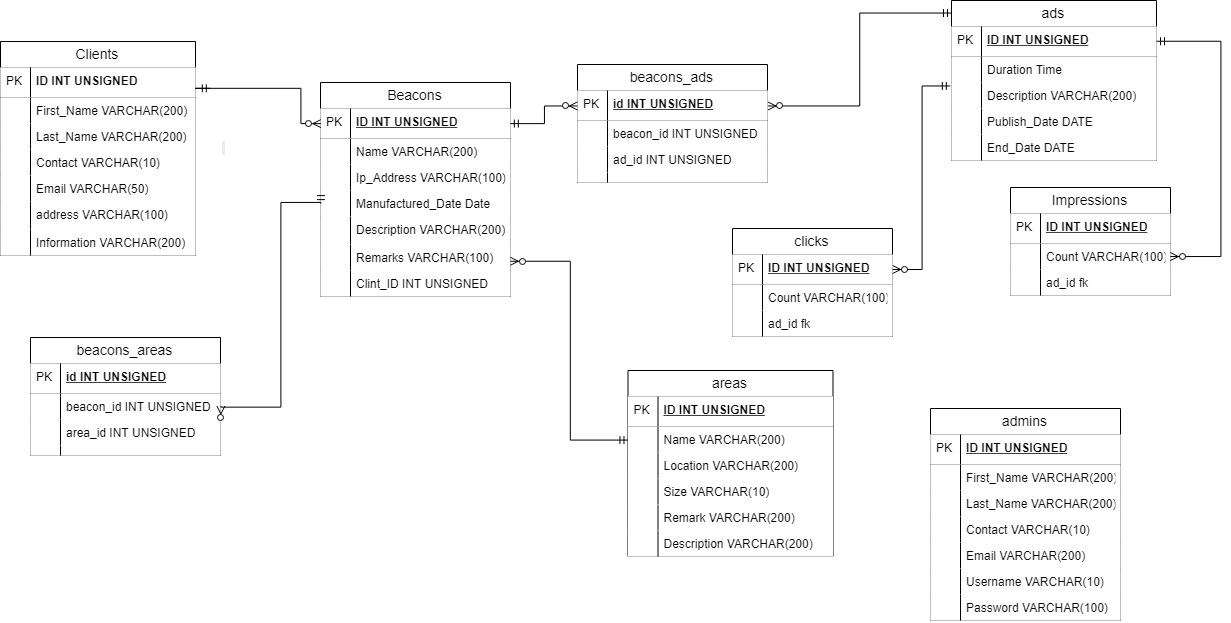 Clients
PK ID INT UNSIGNED
First_Name VARCHAR(200)
Last_Name VARCHAR(200)
Contact VARCHAR(10)
Email VARCHAR(50)
address VARCHAR(100)
Information VARCHAR(200)
Beacons
PK ID INT UNSIGNED
Name VARCHAR(200)
Ip_Address VARCHAR(100)
Manufactured_Date Date
Description VARCHAR(200)
Remarks VARCHAR(100)
Clint_ID INT UNSIGNED
beacons_ads
PK id INT UNSIGNED
beacon_id INT UNSIGNED
ad_id INT UNSIGNED
ads
PK ID INT UNSIGNED
Duration Time
Description VARCHAR(200)
Publish_Date DATE
End_Date DATE
Impressions
PK ID INT UNSIGNED
Count VARCHAR(100)
ad_id fk
clicks
PK ID INT UNSIGNED
Count VARCHAR(100)
ad_id fk
beacons_areas
PK id INT UNSIGNED
beacon_id INT UNSIGNED
area_id INT UNSIGNED
areas
PK ID INT UNSIGNED
Name VARCHAR(200)
Location VARCHAR(200)
Size VARCHAR(10)
Remark VARCHAR(200)
Description VARCHAR(200)
admins
PK ID INT UNSIGNED
First_Name VARCHAR(200)
Last_Name VARCHAR(200)
Contact VARCHAR(10)
Email VARCHAR(200)
Username VARCHAR(10)
Password VARCHAR(100)